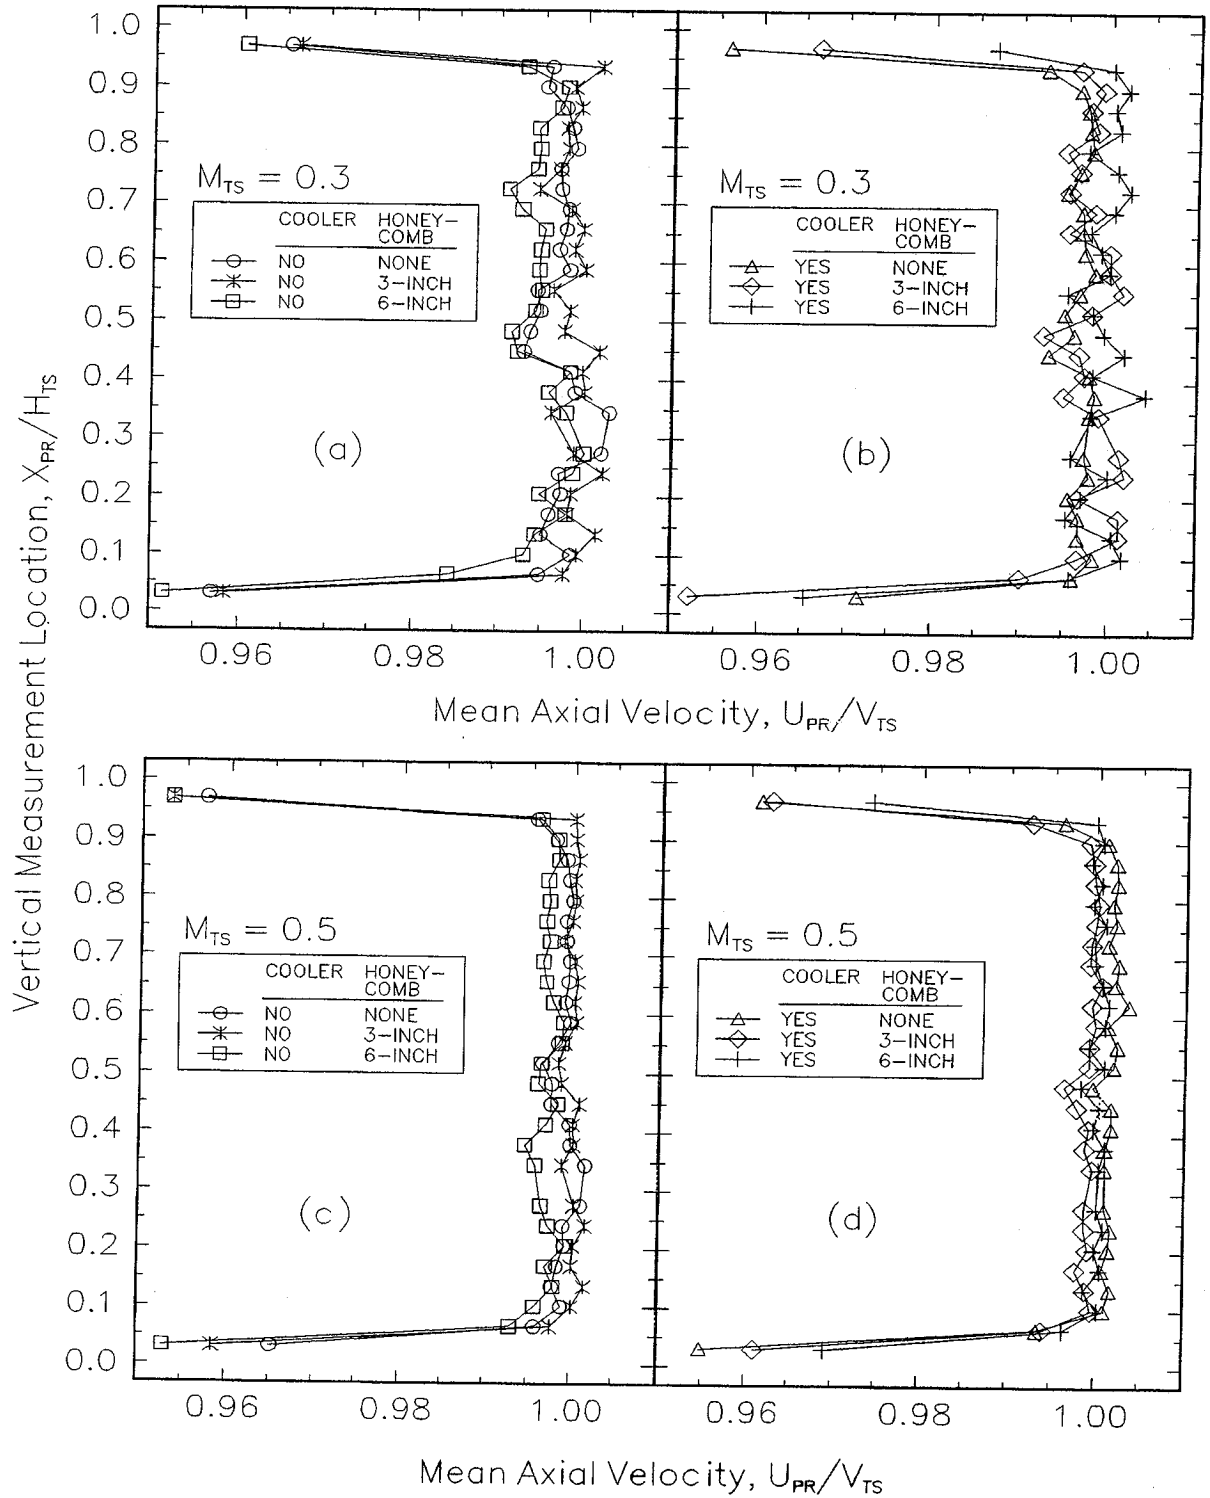 Vertical Measurement Location, X_PR/H_TS
1.0
0.9
0.8
0.7
0.6
0.5
0.4
0.3
0.2
0.1
0.0
M_TS = 0.3
COOLER HONEY-
COMB
NO NONE
NO 3-INCH
NO 6-INCH
(a)
M_TS = 0.3
COOLER HONEY-
COMB
YES NONE
YES 3-INCH
YES 6-INCH
(b)
0.96 0.98 1.00 0.96 0.98 1.00
Mean Axial Velocity, U_PR/V_TS
1.0
0.9
0.8
0.7
0.6
0.5
0.4
0.3
0.2
0.1
0.0
M_TS = 0.5
COOLER HONEY-
COMB
NO NONE
NO 3-INCH
NO 6-INCH
(c)
M_TS = 0.5
COOLER HONEY-
COMB
YES NONE
YES 3-INCH
YES 6-INCH
(d)
0.96 0.98 1.00 0.96 0.98 1.00
Mean Axial Velocity, U_PR/V_TS